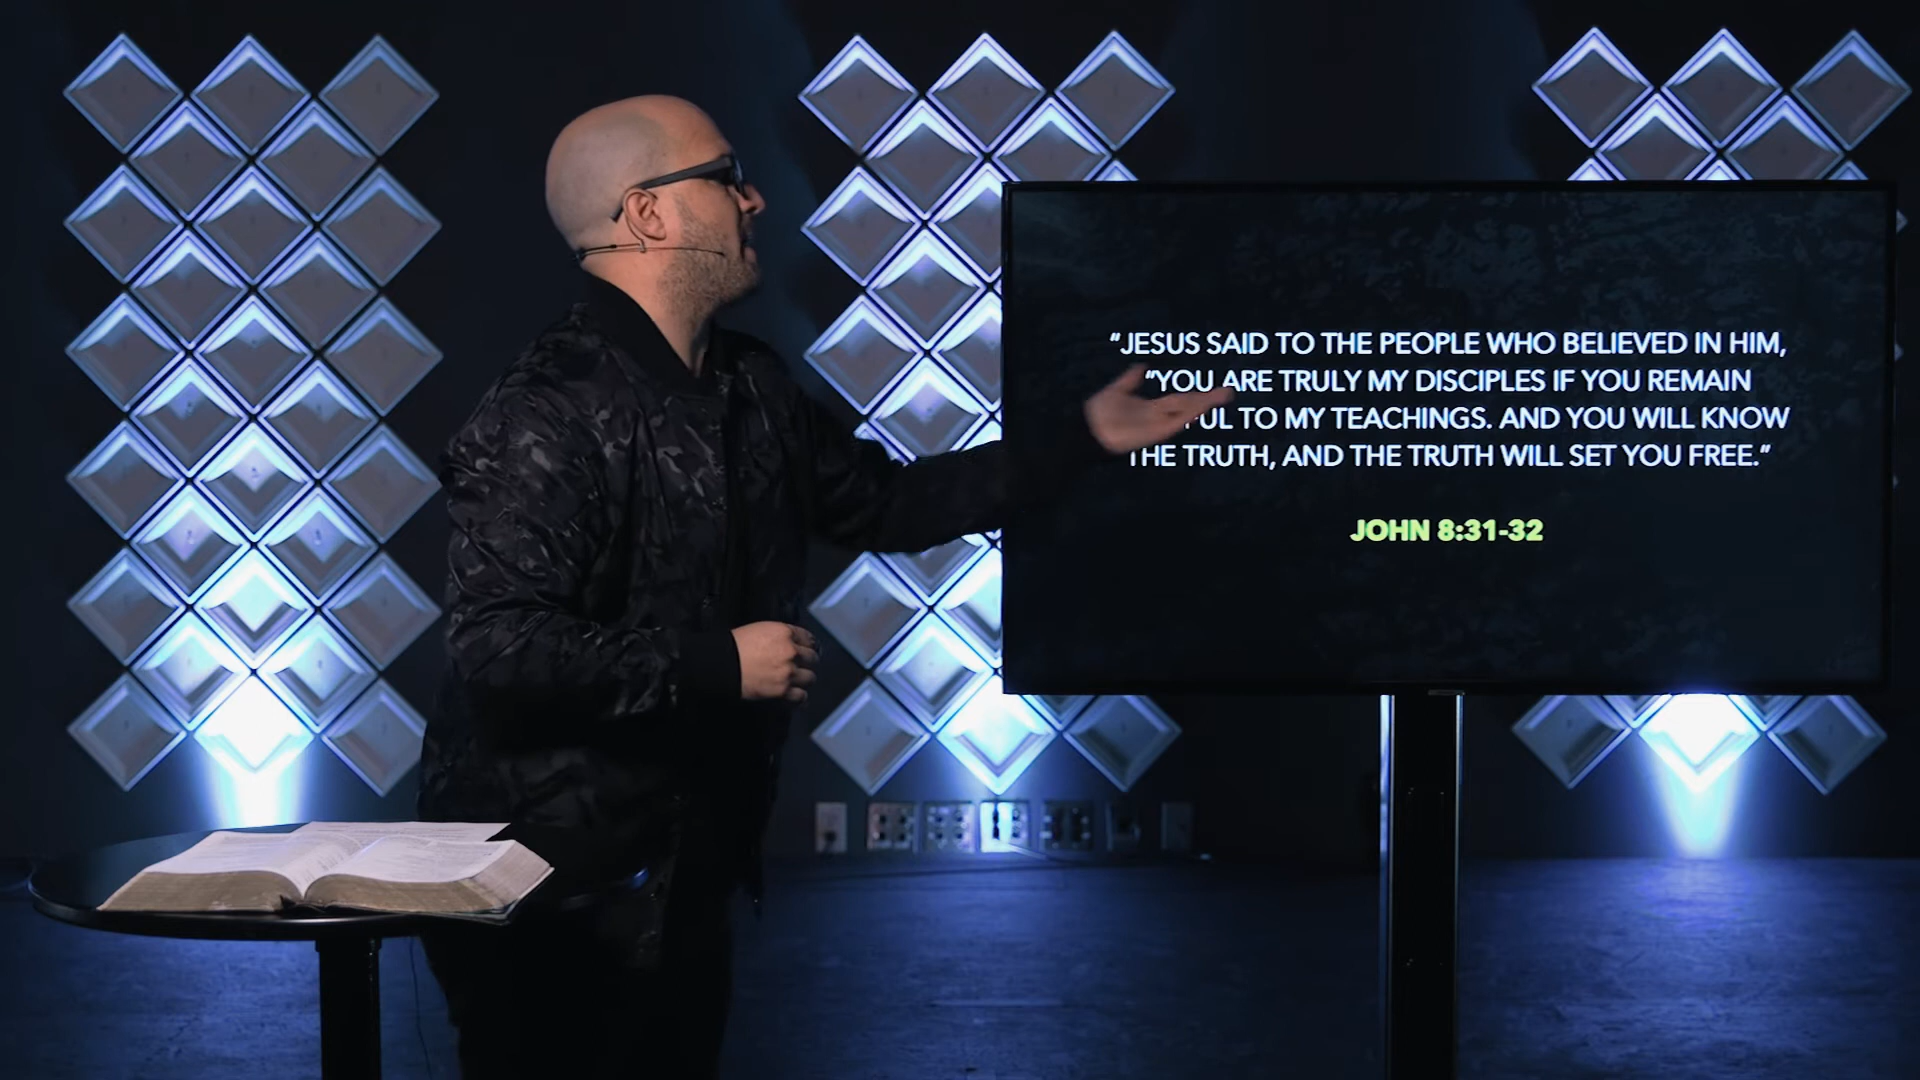 “JESUS SAID TO THE PEOPLE WHO BELIEVED IN HIM,
“YOU ARE TRULY MY DISCIPLES IF YOU REMAIN
TO MY TEACHINGS. AND YOU WILL KNOW
THE TRUTH, AND THE TRUTH WILL SET YOU FREE.”
JOHN 8:31-32